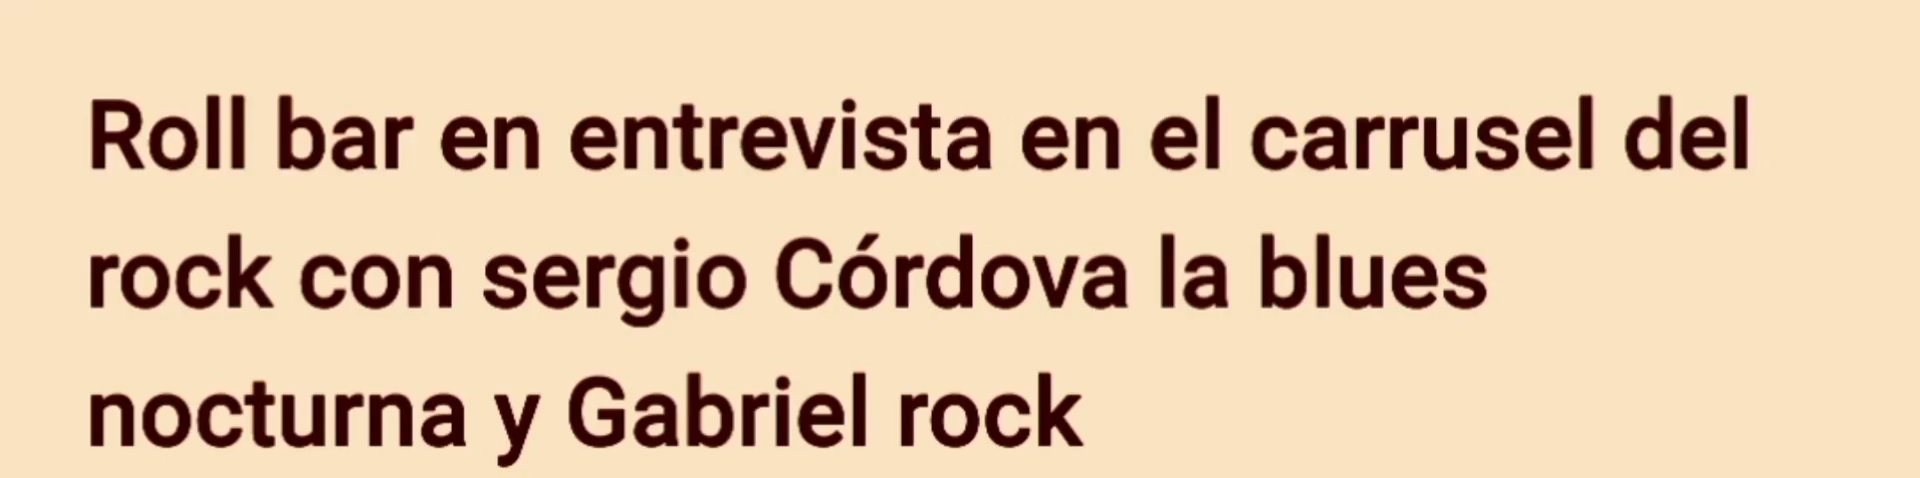 Roll bar en entrevista en el carrusel del
rock con sergio Córdova la blues
nocturna y Gabriel rock